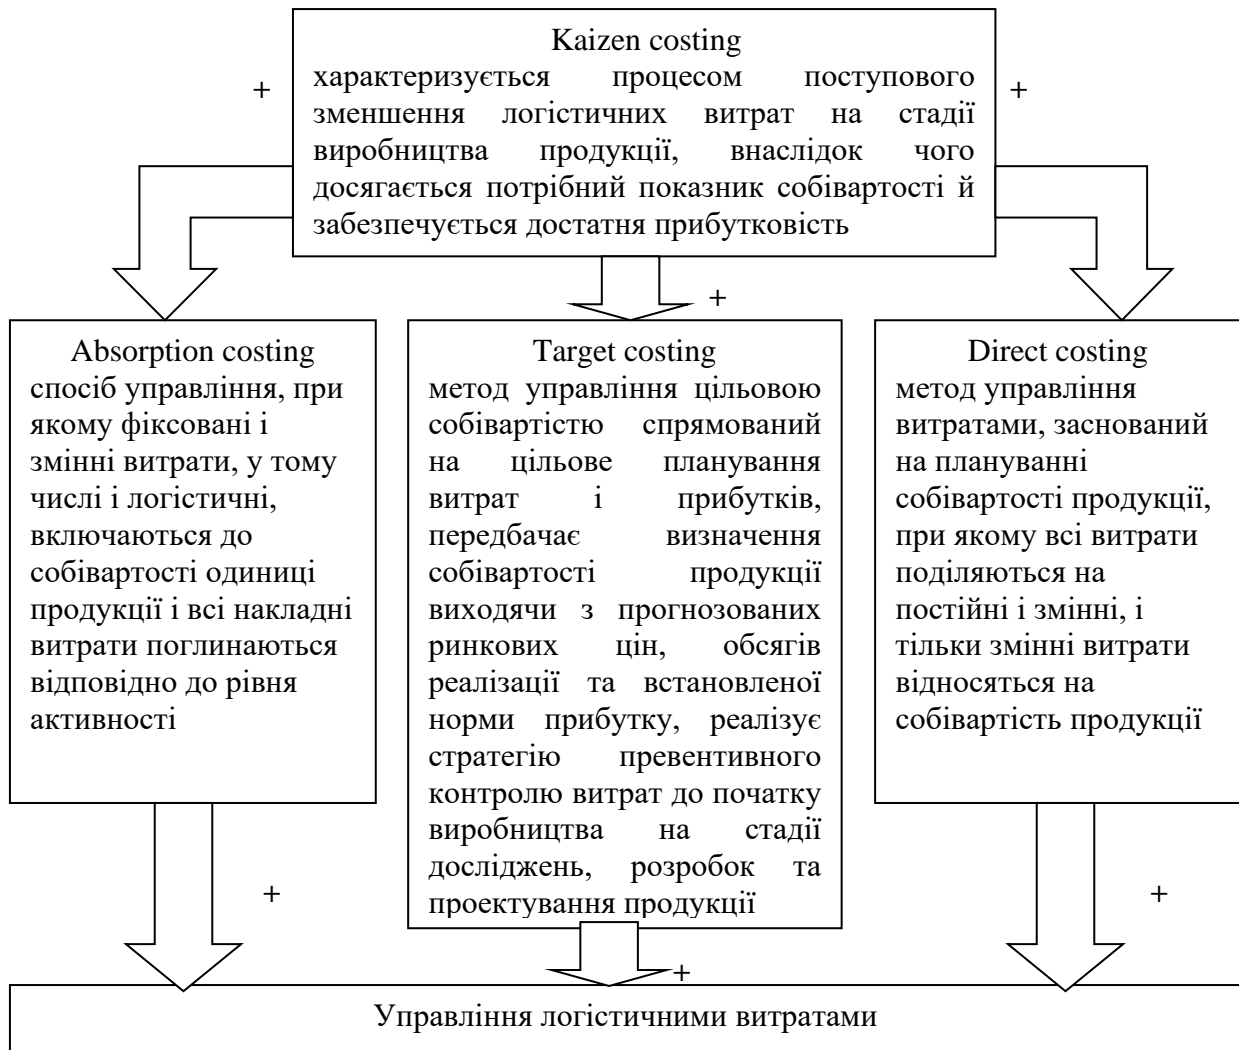 Kaizen costing
характеризується процесом поступового
зменшення логістичних витрат на стадії
виробництва продукції, внаслідок чого
досягається потрібний показник собівартості й
забезпечується достатня прибутковість
+
+
+
Absorption costing
спосіб управління, при
якому фіксовані і
змінні витрати, у тому
числі і логістичні,
включаються до
собівартості одиниці
продукції і всі накладні
витрати поглинаються
відповідно до рівня
активності
Target costing
метод управління цільовою
собівартістю спрямований
на цільове планування
витрат і прибутків,
передбачає визначення
собівартості продукції
виходячи з прогнозованих
ринкових цін, обсягів
реалізації та встановленої
норми прибутку, реалізує
стратегію превентивного
контролю витрат до початку
виробництва на стадії
досліджень, розробок та
проектування продукції
Direct costing
метод управління
витратами, заснований
на плануванні
собівартості продукції,
при якому всі витрати
поділяються на
постійні і змінні, і
тільки змінні витрати
відносяться на
собівартість продукції
+
+
+
Управління логістичними витратами